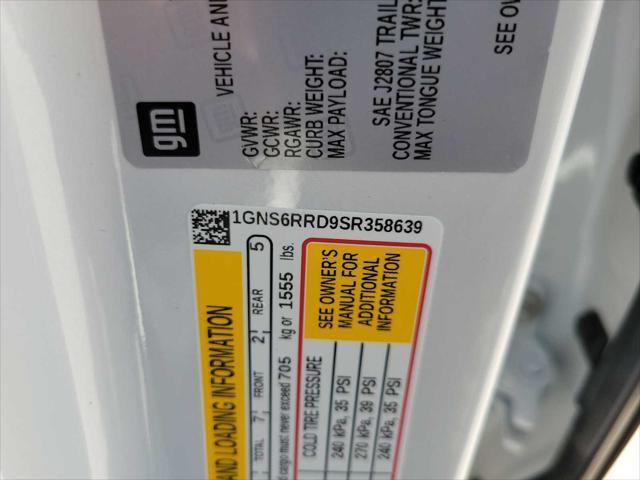 gm
VEHICLE AND
GVWR:
GCWR:
RGAWR:
CURB WEIGHT:
MAX PAYLOAD:
SAE J2807 TRAIL
CONVENTIONAL TWR:
MAX TONGUE WEIGHT
SEE OW
1GNS6RRD9SR358639
AND LOADING INFORMATION
TOTAL 7 FRONT 2 REAR 5
d cargo must never exceed 705 kg or 1555 lbs.
COLD TIRE PRESSURE
240 kPa, 35 PSI
270 kPa, 39 PSI
240 kPa, 35 PSI
SEE OWNER'S
MANUAL FOR
ADDITIONAL
INFORMATION